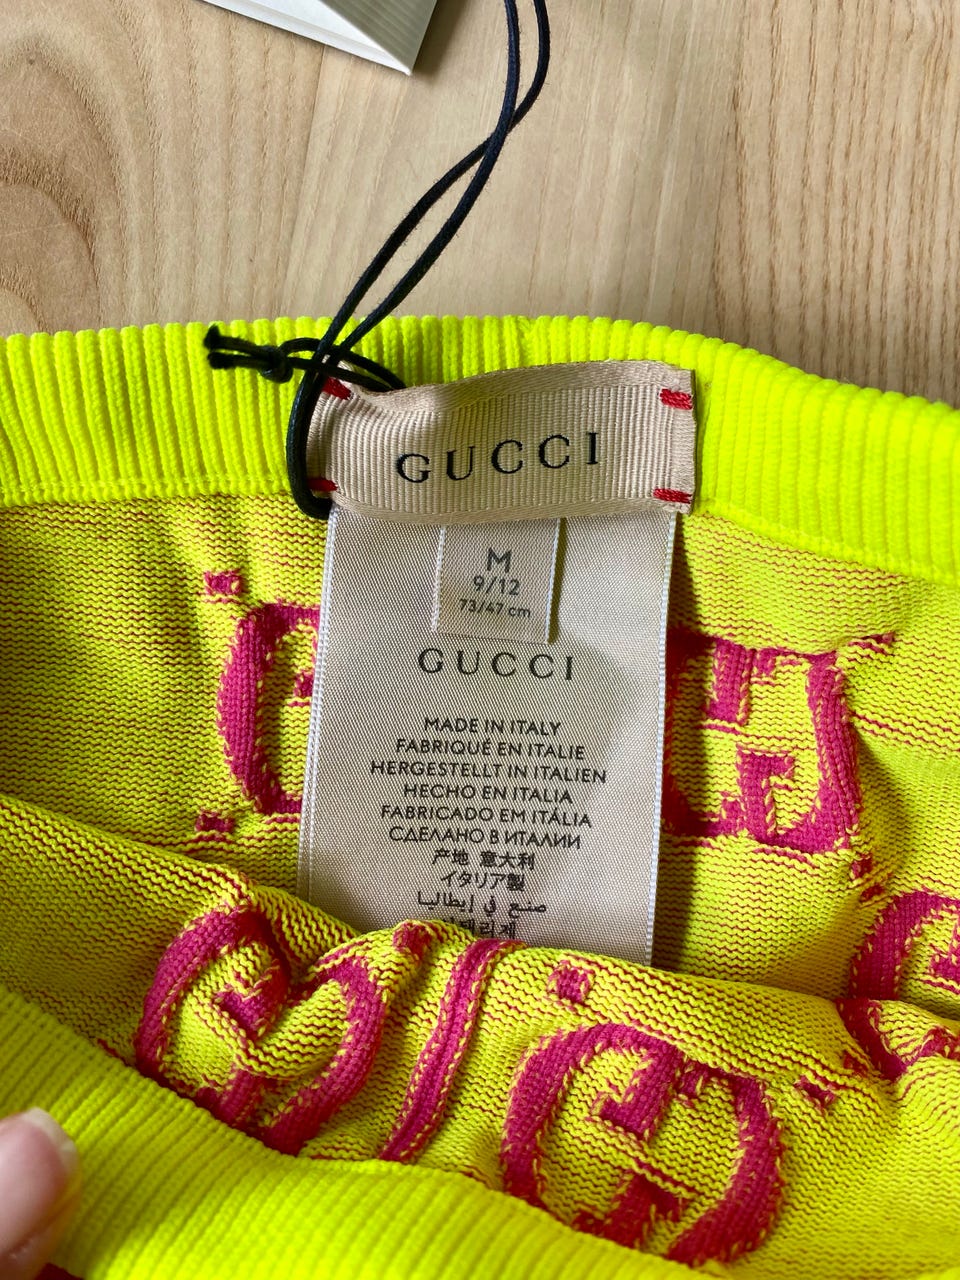 GUCCI
M
9/12
73/47 cm
GUCCI
MADE IN ITALY
FABRIQUÉ EN ITALIE
HERGESTELLT IN ITALIEN
HECHO EN ITALIA
FABRICADO EM ITÁLIA
СДЕЛАНО В ИТАЛИИ
产地 意大利
イタリア製
صنع في إيطاليا